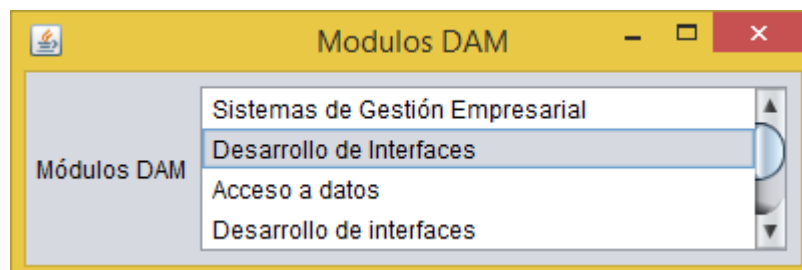 Modulos DAM
Sistemas de Gestión Empresarial
Desarrollo de Interfaces
Módulos DAM
Acceso a datos
Desarrollo de interfaces